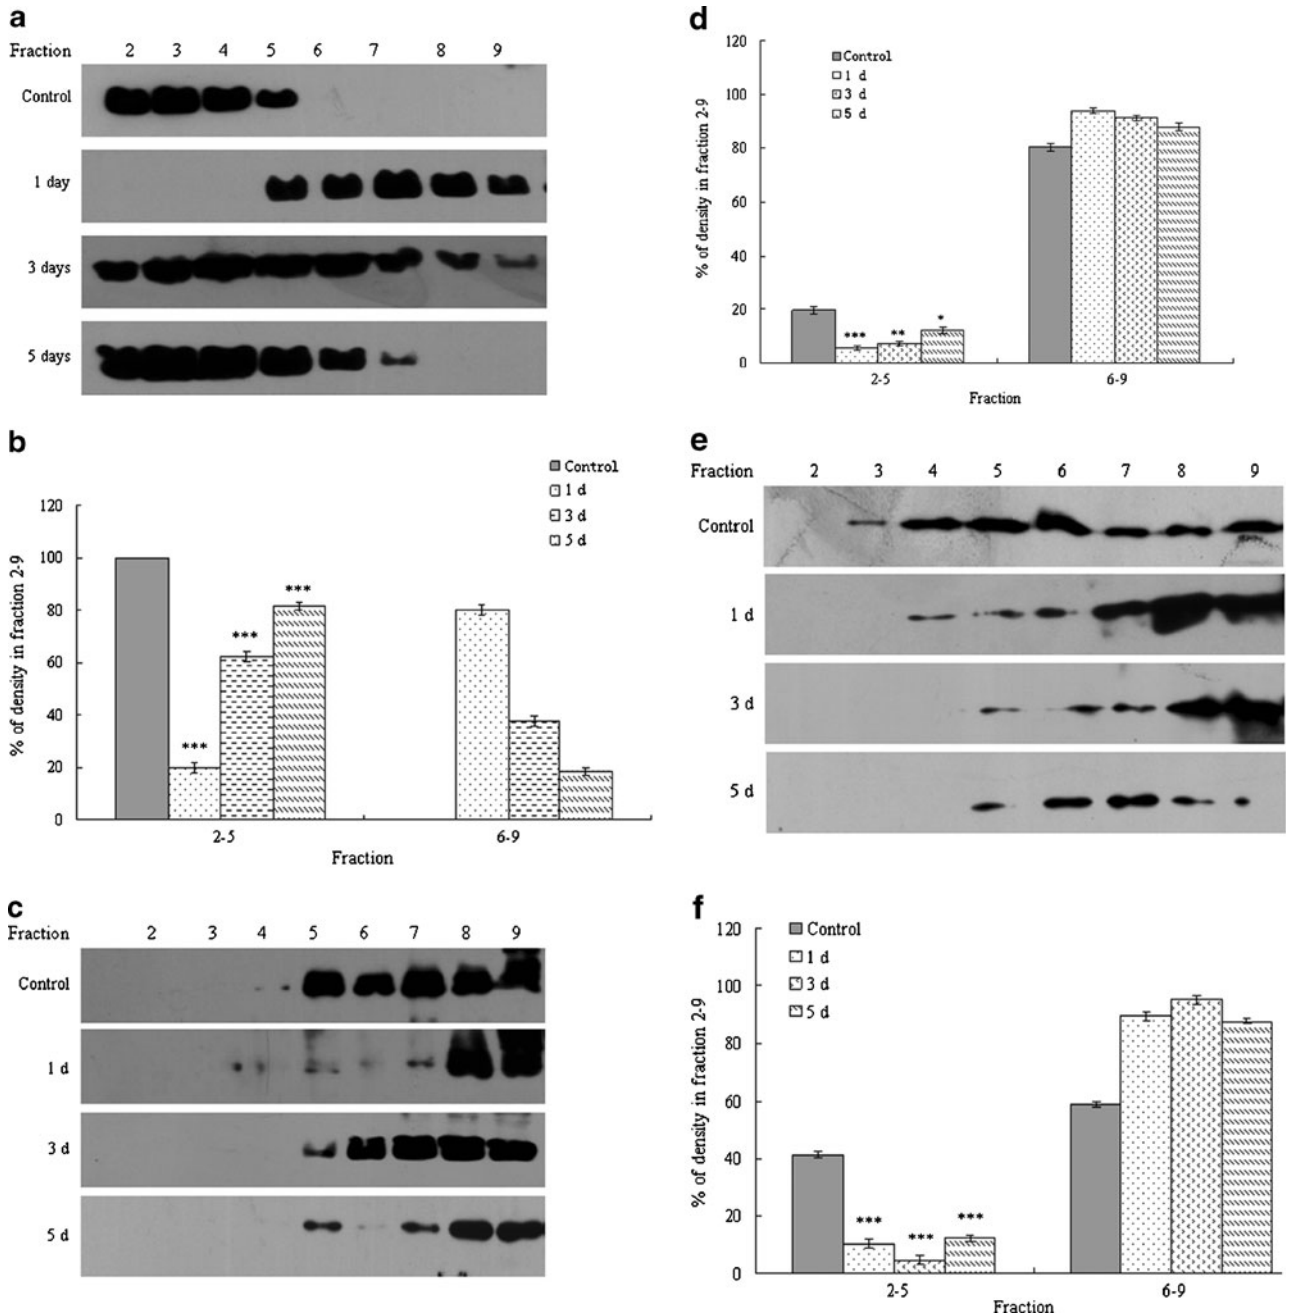 a
Fraction 2 3 4 5 6 7 8 9
Control
1 day
3 days
5 days
b
Control
1 d
3 d
5 d
% of density in fraction 2-9
120
100
80
60
40
20
0
***
***
***
2-5 6-9
Fraction
c
Fraction 2 3 4 5 6 7 8 9
Control
1 d
3 d
5 d
d
Control
1 d
3 d
5 d
% of density in fraction 2-9
120
100
80
60
40
20
0
***
**
*
2-5 6-9
Fraction
e
Fraction 2 3 4 5 6 7 8 9
Control
1 d
3 d
5 d
f
Control
1 d
3 d
5 d
% of density in fraction 2-9
120
100
80
60
40
20
0
***
***
***
2-5 6-9
Fraction